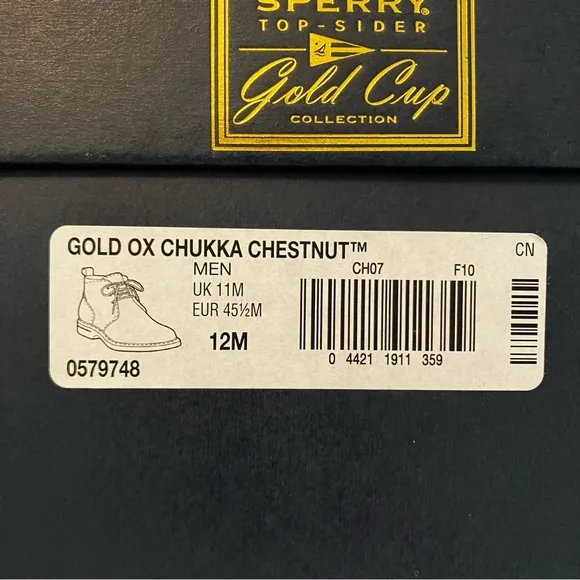 SPERRY®
TOP-SIDER
Gold Cup
COLLECTION
GOLD OX CHUKKA CHESTNUT™
CN
MEN
CH07 F10
UK 11M
EUR 45½M
12M
0 4421 1911 359
0579748